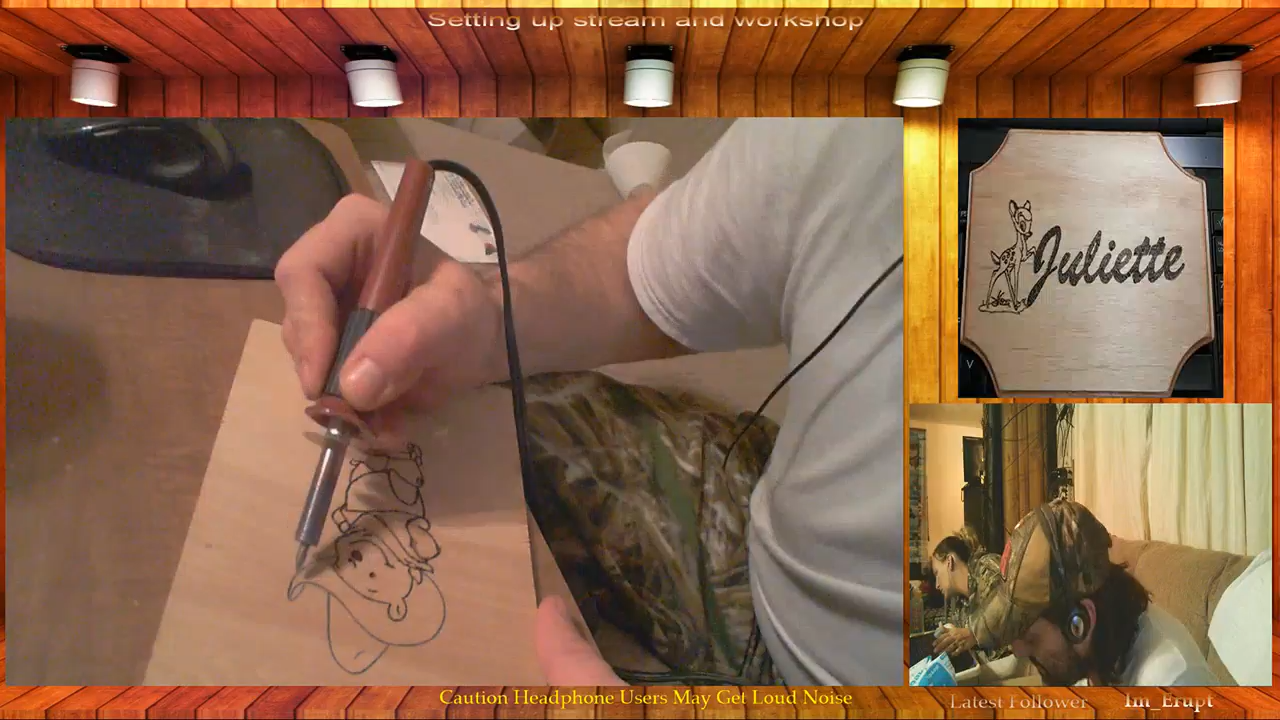 Setting up stream and workshop
Juliette
Caution Headphone Users May Get Loud Noise
Latest Follower Im_Erupt